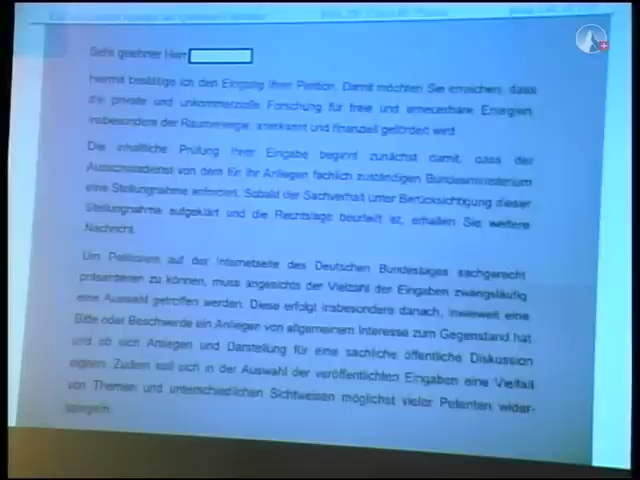 Sehr geehrter Herr
hiermit bestätige ich den Eingang Ihrer Petition. Damit möchten Sie erreichen, dass
die private und unkommerzielle Forschung für freie und erneuerbare Energien,
insbesondere der Raumenergie, anerkannt und finanziell gefördert wird.
Die inhaltliche Prüfung Ihrer Eingabe beginnt zunächst damit, dass der
Ausschussdienst von dem für Ihr Anliegen fachlich zuständigen Bundesministerium
eine Stellungnahme anfordert. Sobald der Sachverhalt unter Berücksichtigung dieser
Stellungnahme aufgeklärt und die Rechtslage beurteilt ist, erhalten Sie weitere
Nachricht.
Um Petitionen auf der Internetseite des Deutschen Bundestages sachgerecht
präsentieren zu können, muss angesichts der Vielzahl der Eingaben zwangsläufig
eine Auswahl getroffen werden. Diese erfolgt insbesondere danach, inwieweit eine
Bitte oder Beschwerde ein Anliegen von allgemeinem Interesse zum Gegenstand hat
und ob sich Anliegen und Darstellung für eine sachliche öffentliche Diskussion
eignen. Zudem soll sich in der Auswahl der veröffentlichten Eingaben eine Vielfalt
von Themen und unterschiedlichen Sichtweisen möglichst vieler Petenten wider-
spiegeln.